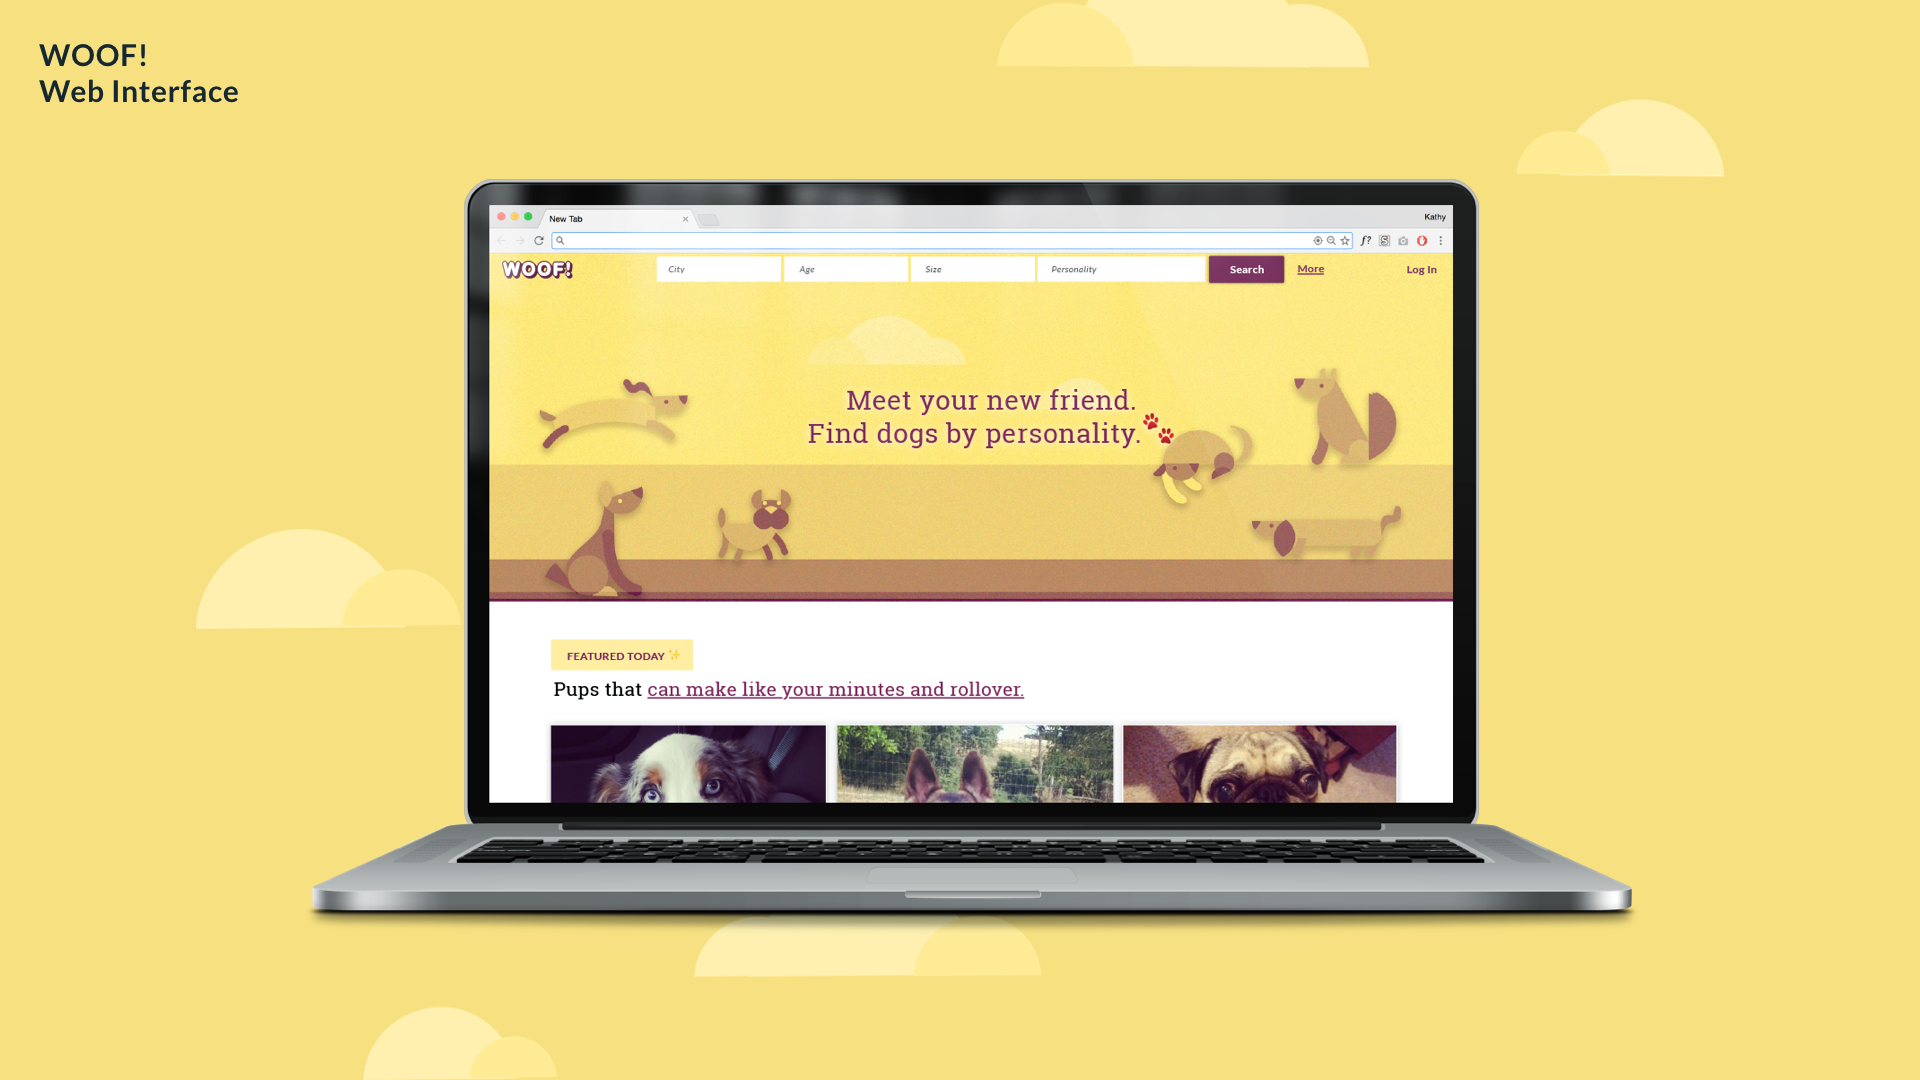 WOOF!
Web Interface
New Tab
Kathy
f?
WOOF!
City
Age
Size
Personality
Search
More
Log In
Meet your new friend.
Find dogs by personality.
FEATURED TODAY ✨
Pups that can make like your minutes and rollover.